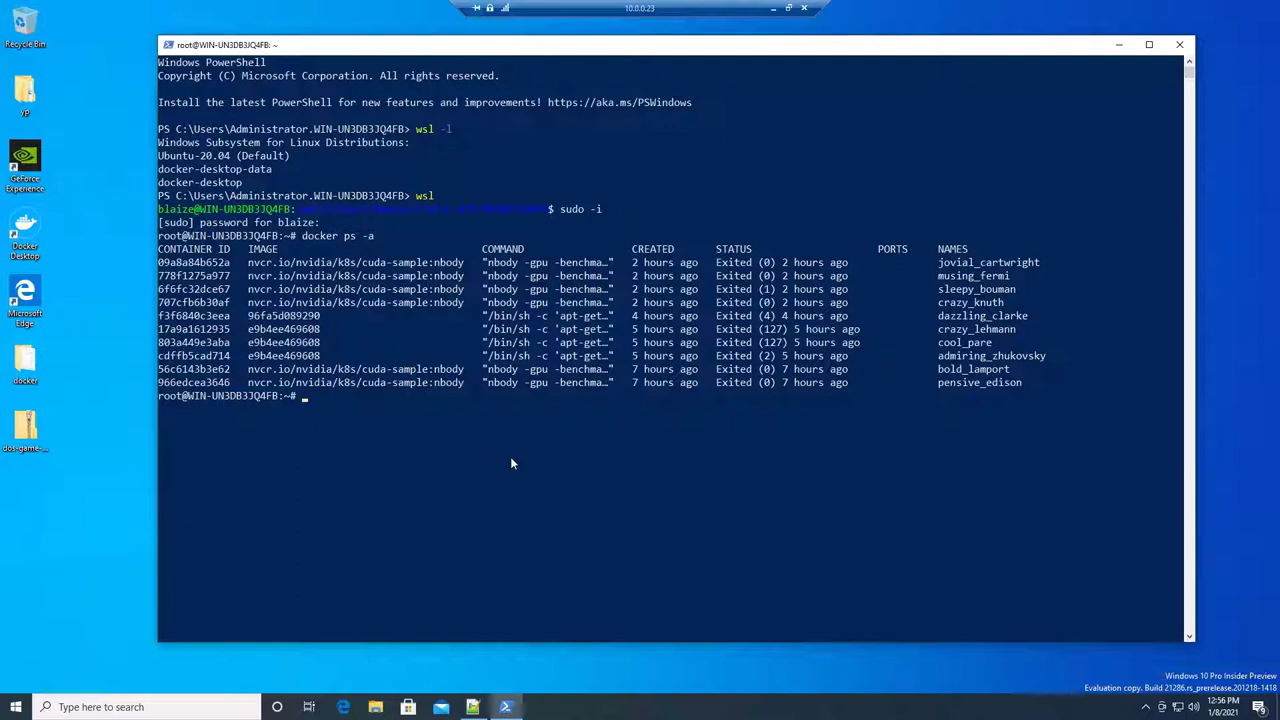 10.0.0.23
Recycle Bin
yp
GeForce
Experience
Docker
Desktop
Microsoft
Edge
docker
dos-game-...
root@WIN-UN3DB3JQ4FB: ~
Windows PowerShell
Copyright (C) Microsoft Corporation. All rights reserved.
Install the latest PowerShell for new features and improvements! https://aka.ms/PSWindows
PS C:\Users\Administrator.WIN-UN3DB3JQ4FB> wsl -l
Windows Subsystem for Linux Distributions:
Ubuntu-20.04 (Default)
docker-desktop-data
docker-desktop
PS C:\Users\Administrator.WIN-UN3DB3JQ4FB> wsl
blaize@WIN-UN3DB3JQ4FB: $ sudo -i
[sudo] password for blaize:
root@WIN-UN3DB3JQ4FB:~# docker ps -a
CONTAINER ID IMAGE COMMAND CREATED STATUS PORTS NAMES
09a8a84b652a nvcr.io/nvidia/k8s/cuda-sample:nbody "nbody -gpu -benchma…" 2 hours ago Exited (0) 2 hours ago jovial_cartwright
778f1275a977 nvcr.io/nvidia/k8s/cuda-sample:nbody "nbody -gpu -benchma…" 2 hours ago Exited (0) 2 hours ago musing_fermi
6f6fc32dce67 nvcr.io/nvidia/k8s/cuda-sample:nbody "nbody -gpu -benchma…" 2 hours ago Exited (1) 2 hours ago sleepy_bouman
707cfb6b30af nvcr.io/nvidia/k8s/cuda-sample:nbody "nbody -gpu -benchma…" 2 hours ago Exited (0) 2 hours ago crazy_knuth
f3f6840c3eea 96fa5d089290 "/bin/sh -c 'apt-get…" 4 hours ago Exited (4) 4 hours ago dazzling_clarke
17a9a1612935 e9b4ee469608 "/bin/sh -c 'apt-get…" 5 hours ago Exited (127) 5 hours ago crazy_lehmann
803a449e3aba e9b4ee469608 "/bin/sh -c 'apt-get…" 5 hours ago Exited (127) 5 hours ago cool_pare
cdffb5cad714 e9b4ee469608 "/bin/sh -c 'apt-get…" 5 hours ago Exited (2) 5 hours ago admiring_zhukovsky
56c6143b3e62 nvcr.io/nvidia/k8s/cuda-sample:nbody "nbody -gpu -benchma…" 7 hours ago Exited (0) 7 hours ago bold_lamport
966edcea3646 nvcr.io/nvidia/k8s/cuda-sample:nbody "nbody -gpu -benchma…" 7 hours ago Exited (0) 7 hours ago pensive_edison
root@WIN-UN3DB3JQ4FB:~#
Windows 10 Pro Insider Preview
Evaluation copy. Build 21286.rs_prerelease.201218-1418
Type here to search
12:56 PM
1/8/2021